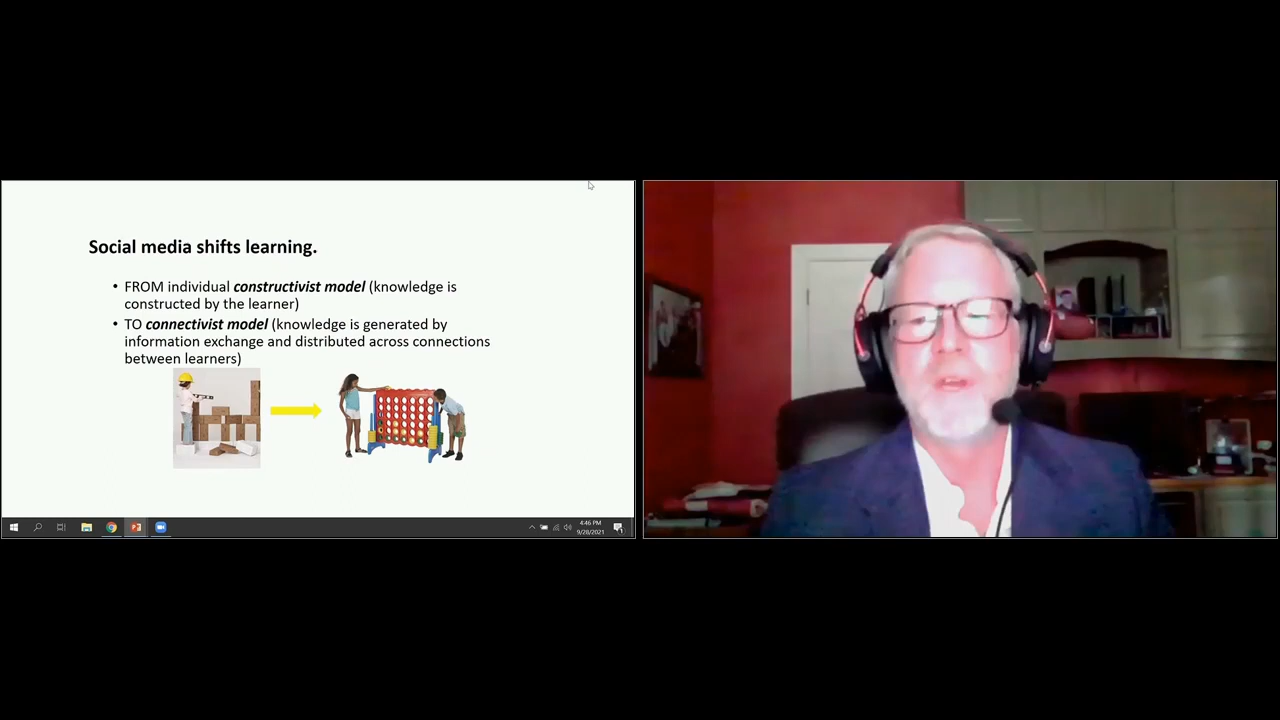 Social media shifts learning.
• FROM individual constructivist model (knowledge is
constructed by the learner)
• TO connectivist model (knowledge is generated by
information exchange and distributed across connections
between learners)
4:46 PM
9/28/2021